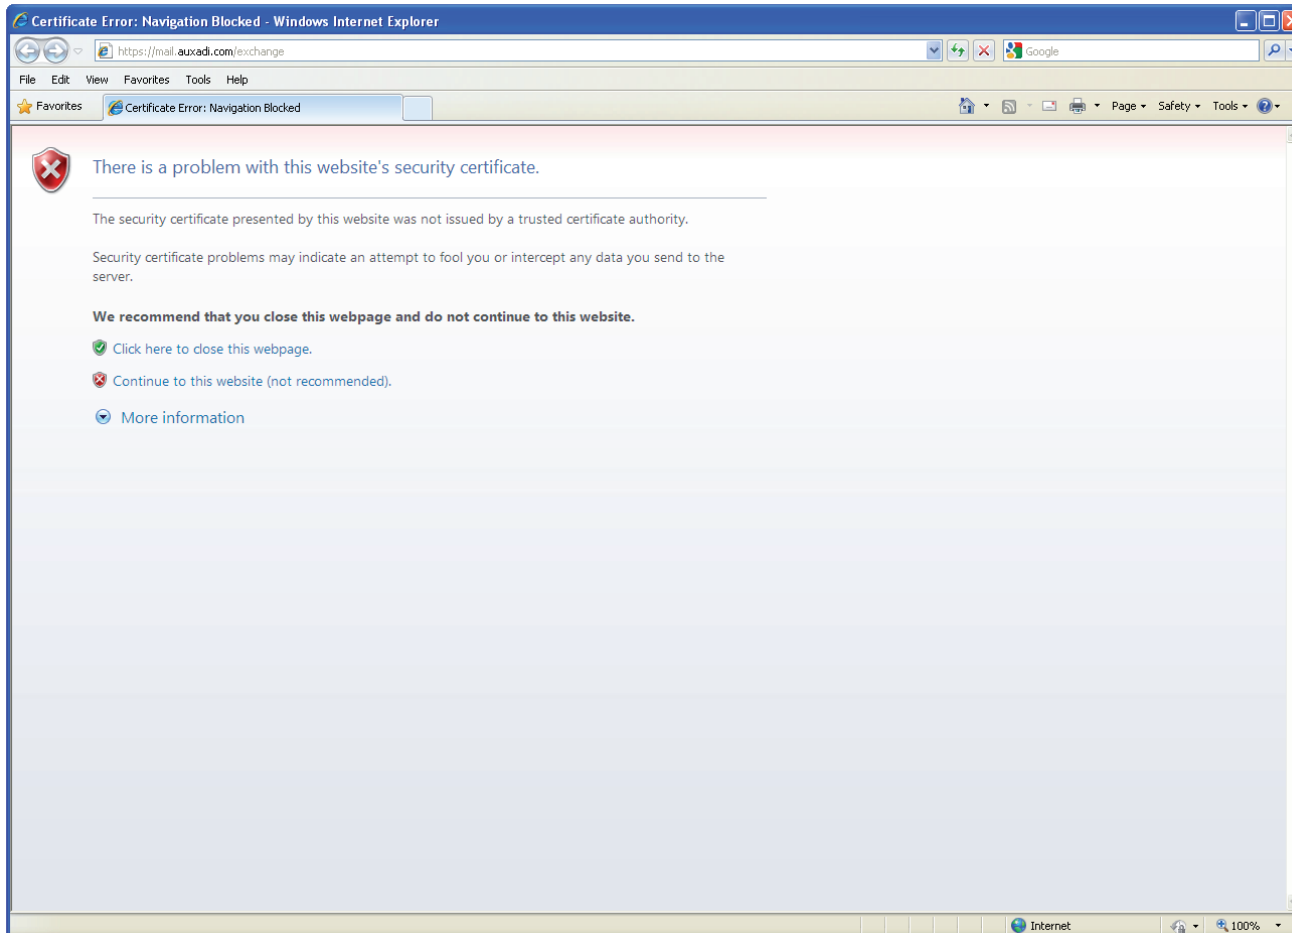 Certificate Error: Navigation Blocked - Windows Internet Explorer
https://mail.auxadi.com/exchange
Google
File Edit View Favorites Tools Help
Favorites
Certificate Error: Navigation Blocked
Page
Safety
Tools
There is a problem with this website's security certificate.
The security certificate presented by this website was not issued by a trusted certificate authority.
Security certificate problems may indicate an attempt to fool you or intercept any data you send to the
server.
We recommend that you close this webpage and do not continue to this website.
Click here to close this webpage.
Continue to this website (not recommended).
More information
Internet
100%